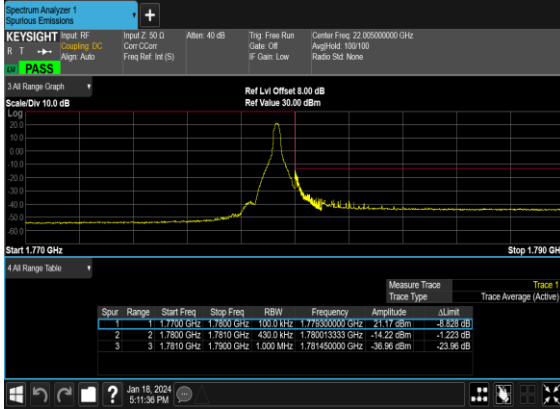 Spectrum Analyzer 1
Spurious Emissions
+
KEYSIGHT Input: RF Input Z: 50 Ω Atten: 40 dB Trig: Free Run Center Freq: 22.005000000 GHz
R T Coupling: DC Corr CCorr Gate: Off Avg|Hold: 100/100
Align: Auto Freq Ref: Int (S) IF Gain: Low Radio Std: None
PASS
3 All Range Graph
Ref Lvl Offset 8.00 dB
Scale/Div 10.0 dB Ref Value 30.00 dBm
Log
20.0
10.0
0.00
-10.0
-20.0
-30.0
-40.0
-50.0
-60.0
Start 1.770 GHz Stop 1.790 GH
4 All Range Table
Measure Trace Trace 1
Trace Type Trace Average (Active)
Spur Range Start Freq Stop Freq RBW Frequency Amplitude ΔLimit
1 1 1.7700 GHz 1.7800 GHz 100.0 kHz 1.779300000 GHz 21.17 dBm -8.828 dB
2 2 1.7800 GHz 1.7810 GHz 430.0 kHz 1.780013333 GHz -14.22 dBm -1.223 dB
3 3 1.7810 GHz 1.7900 GHz 1.000 MHz 1.781450000 GHz -36.96 dBm -23.96 dB
?
Jan 18, 2024
5:11:36 PM